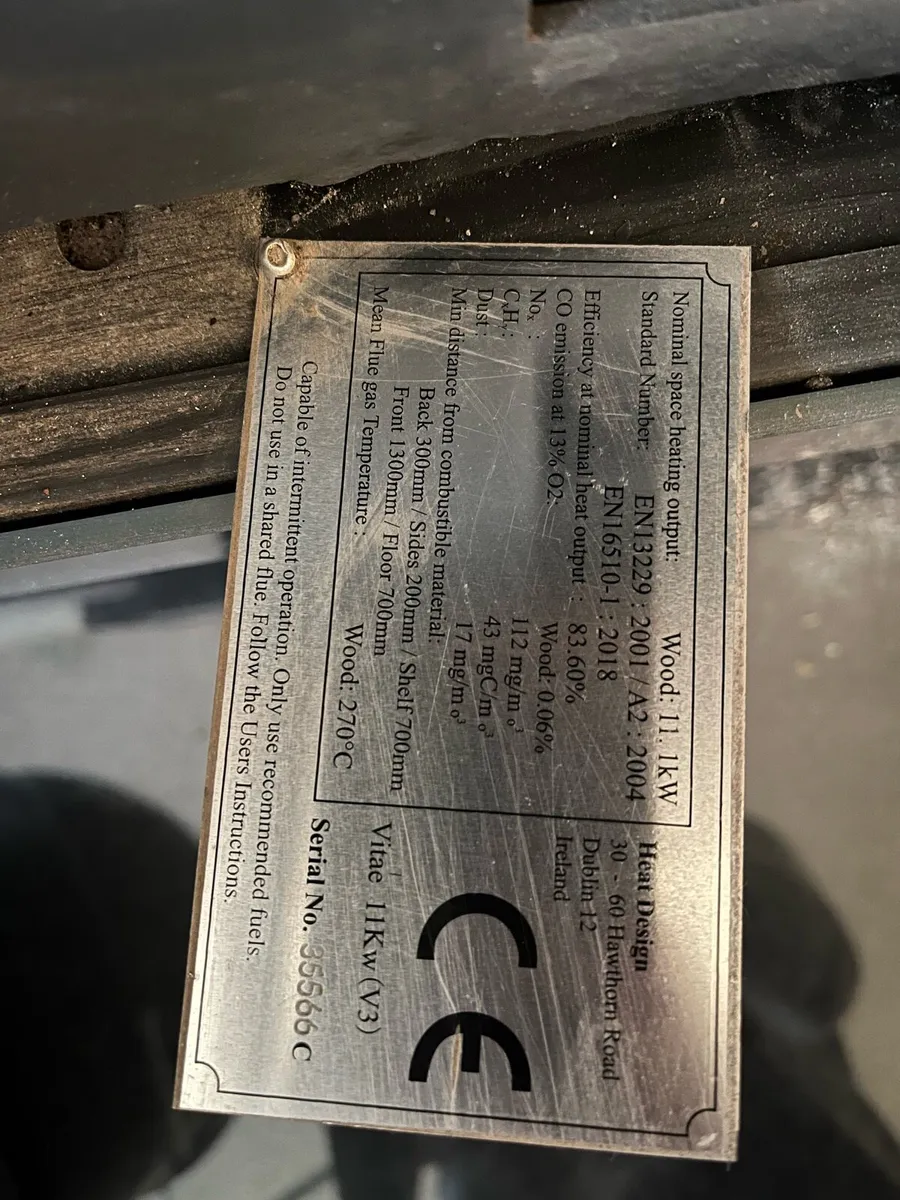 Nominal space heating output: Wood: 11. 1kW
Standard Number: EN13229 : 2001 / A2 : 2004
EN16510-1 : 2018
Efficiency at nominal heat output : 83.60%
CO emission at 13% O2: Wood: 0.06%
Noₓ : 112 mg/m₀³
CₓHᵧ : 43 mgC/m₀³
Dust : 17 mg/m₀³
Min distance from combustible material:
Back 300mm / Sides 200mm / Shelf 700mm
Front 1300mm / Floor 700mm
Mean Flue gas Temperature : Wood: 270°C
Heat Design
30 - 60 Hawthorn Road
Dublin 12
Ireland
CE
Vitae 11Kw (V3)
Serial No. 35566 C
Capable of intermittent operation. Only use recommended fuels.
Do not use in a shared flue. Follow the Users Instructions.